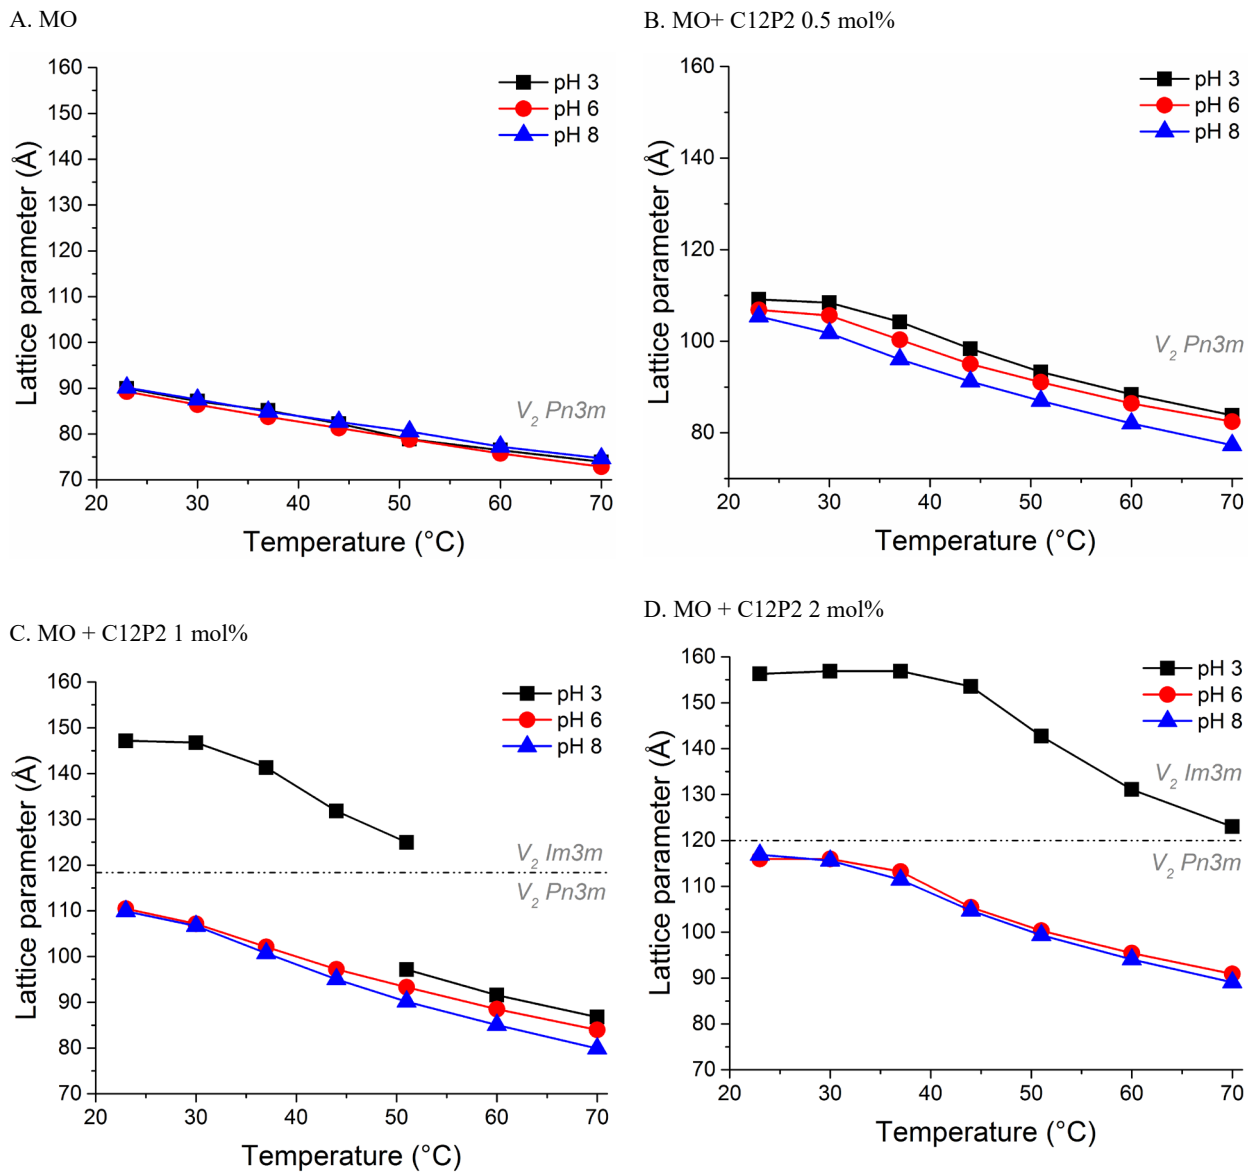 A. MO
160
150
140
130
120
110
100
90
80
70
20 30 40 50 60 70
Lattice parameter (Å)
Temperature (°C)
pH 3
pH 6
pH 8
V2 Pn3m
B. MO+ C12P2 0.5 mol%
160
140
120
100
80
20 30 40 50 60 70
Lattice parameter (Å)
Temperature (°C)
pH 3
pH 6
pH 8
V2 Pn3m
C. MO + C12P2 1 mol%
160
150
140
130
120
110
100
90
80
70
20 30 40 50 60 70
Lattice parameter (Å)
Temperature (°C)
pH 3
pH 6
pH 8
V2 Im3m
V2 Pn3m
D. MO + C12P2 2 mol%
160
150
140
130
120
110
100
90
80
70
20 30 40 50 60 70
Lattice parameter (Å)
Temperature (°C)
pH 3
pH 6
pH 8
V2 Im3m
V2 Pn3m